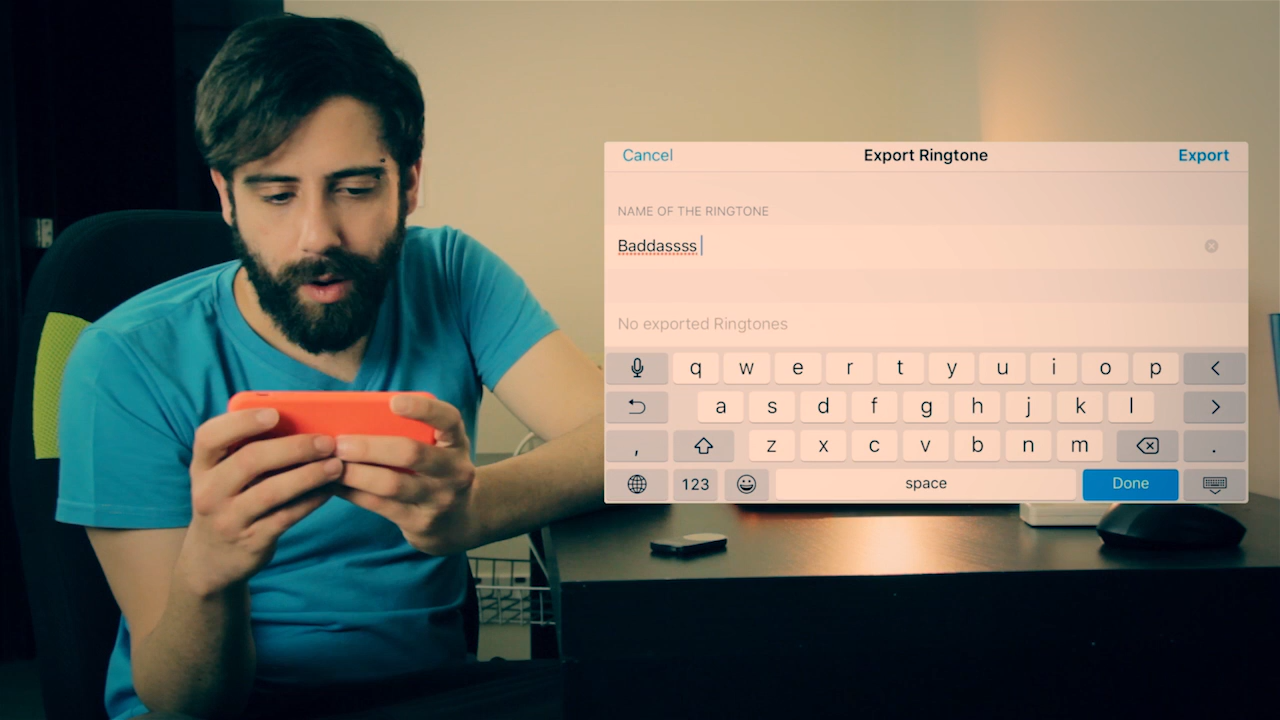 Cancel Export Ringtone Export
NAME OF THE RINGTONE
Baddassss
No exported Ringtones
q w e r t y u i o p
a s d f g h j k l
, z x c v b n m .
123 space Done